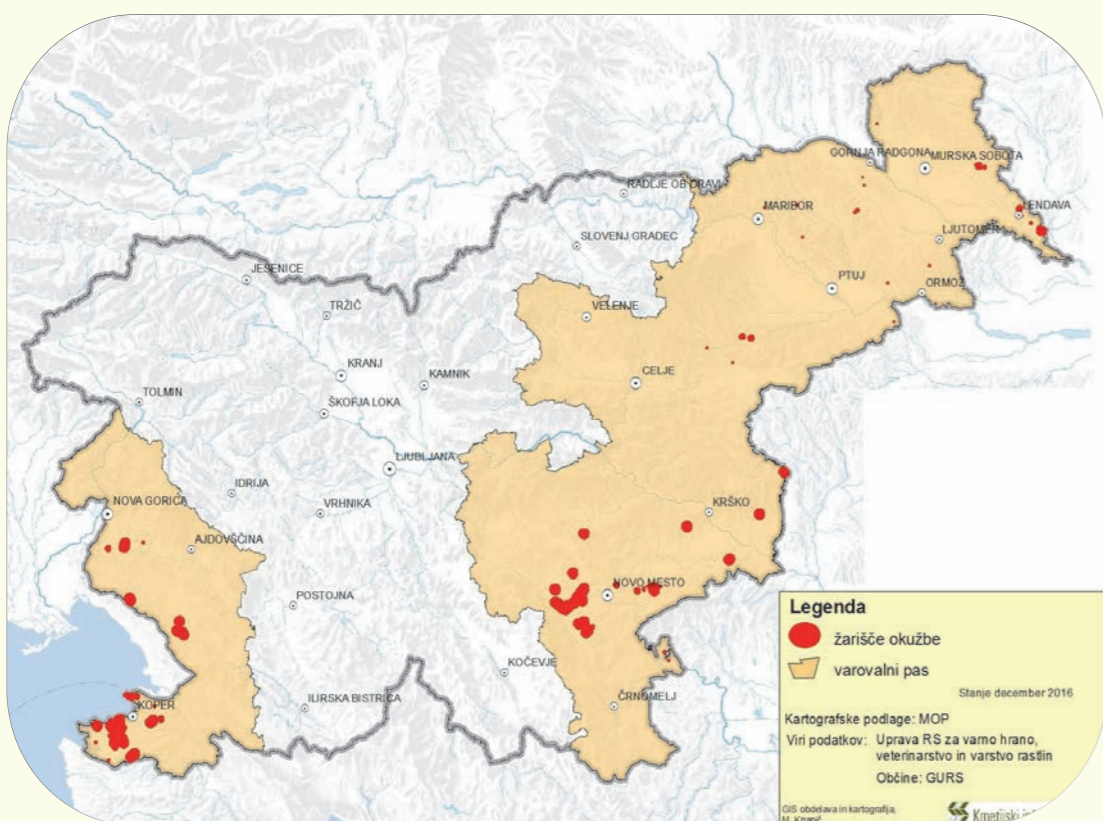 GORNJA RADGONA
MURSKA SOBOTA
RADLJE OB DRAVI
MARIBOR
LENDAVA
SLOVENJ GRADEC
LJUTOMER
JESENICE
PTUJ
ORMOŽ
TRŽIČ
VELENJE
KRANJ
KAMNIK
CELJE
TOLMIN
ŠKOFJA LOKA
LJUBLJANA
IDRIJA
NOVA GORICA
VRHNIKA
KRŠKO
AJDOVŠČINA
NOVO MESTO
POSTOJNA
KOČEVJE
ČRNOMELJ
ILIRSKA BISTRICA
KOPER
Legenda
žarišče okužbe
varovalni pas
Stanje december 2016
Kartografske podlage: MOP
Viri podatkov: Uprava RS za varno hrano,
veterinarstvo in varstvo rastlin
Občine: GURS
GIS obdelava in kartografija,
M. Knapič
Kmetijski